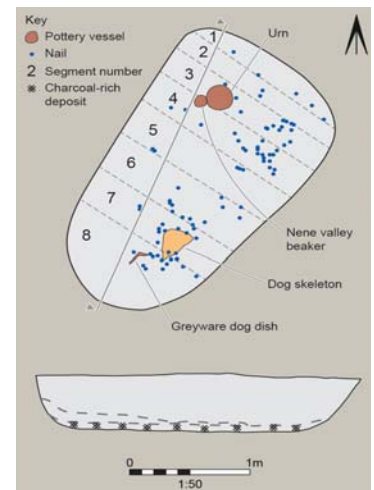 Key
Pottery vessel
Nail
2 Segment number
Charcoal-rich
deposit
Urn
1
2
3
4
5
6
7
8
Nene valley
beaker
Dog skeleton
Greyware dog dish
0 1m
1:50